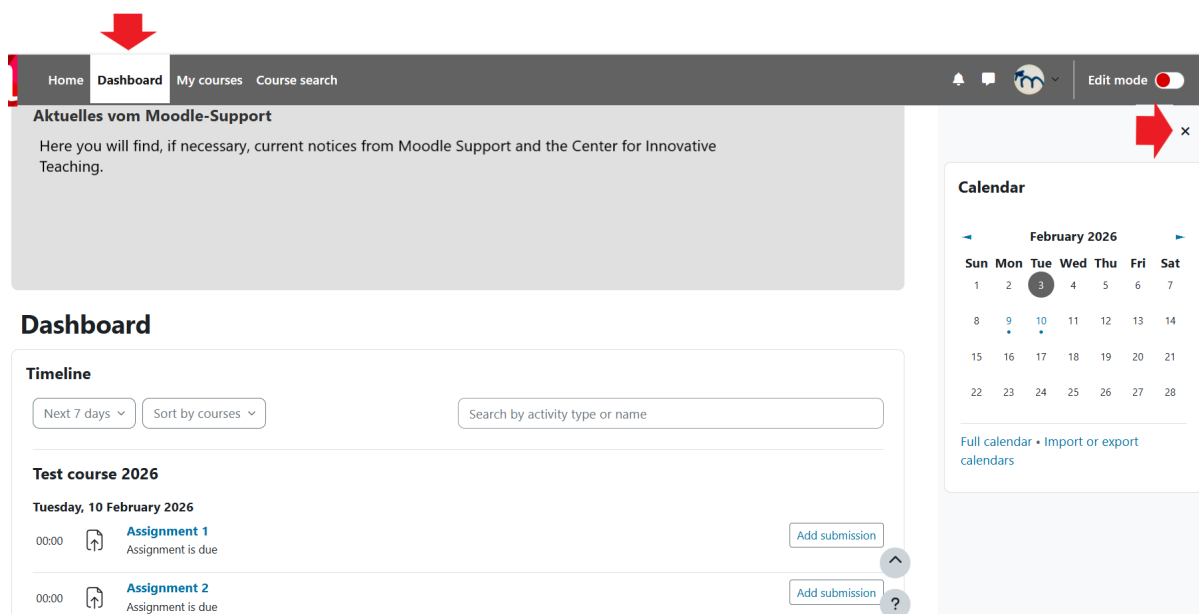 Home Dashboard My courses Course search Edit mode
Aktuelles vom Moodle-Support
Here you will find, if necessary, current notices from Moodle Support and the Center for Innovative
Teaching.
Dashboard
Timeline
Next 7 days Sort by courses Search by activity type or name
Test course 2026
Tuesday, 10 February 2026
00:00 Assignment 1 Add submission
Assignment is due
00:00 Assignment 2 Add submission
Assignment is due
?
Calendar
February 2026
Sun Mon Tue Wed Thu Fri Sat
1 2 3 4 5 6 7
8 9 10 11 12 13 14
15 16 17 18 19 20 21
22 23 24 25 26 27 28
Full calendar • Import or export
calendars